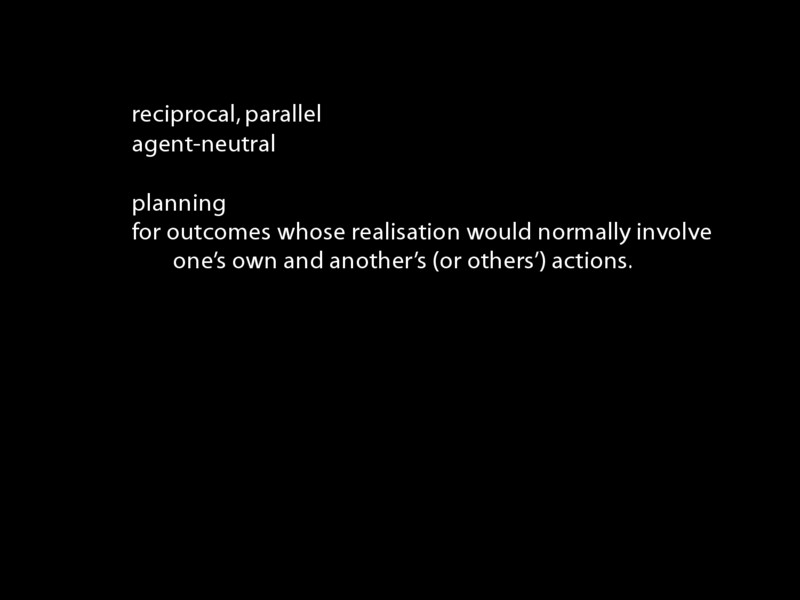 reciprocal, parallel
agent-neutral
planning
for outcomes whose realisation would normally involve
one’s own and another’s (or others’) actions.